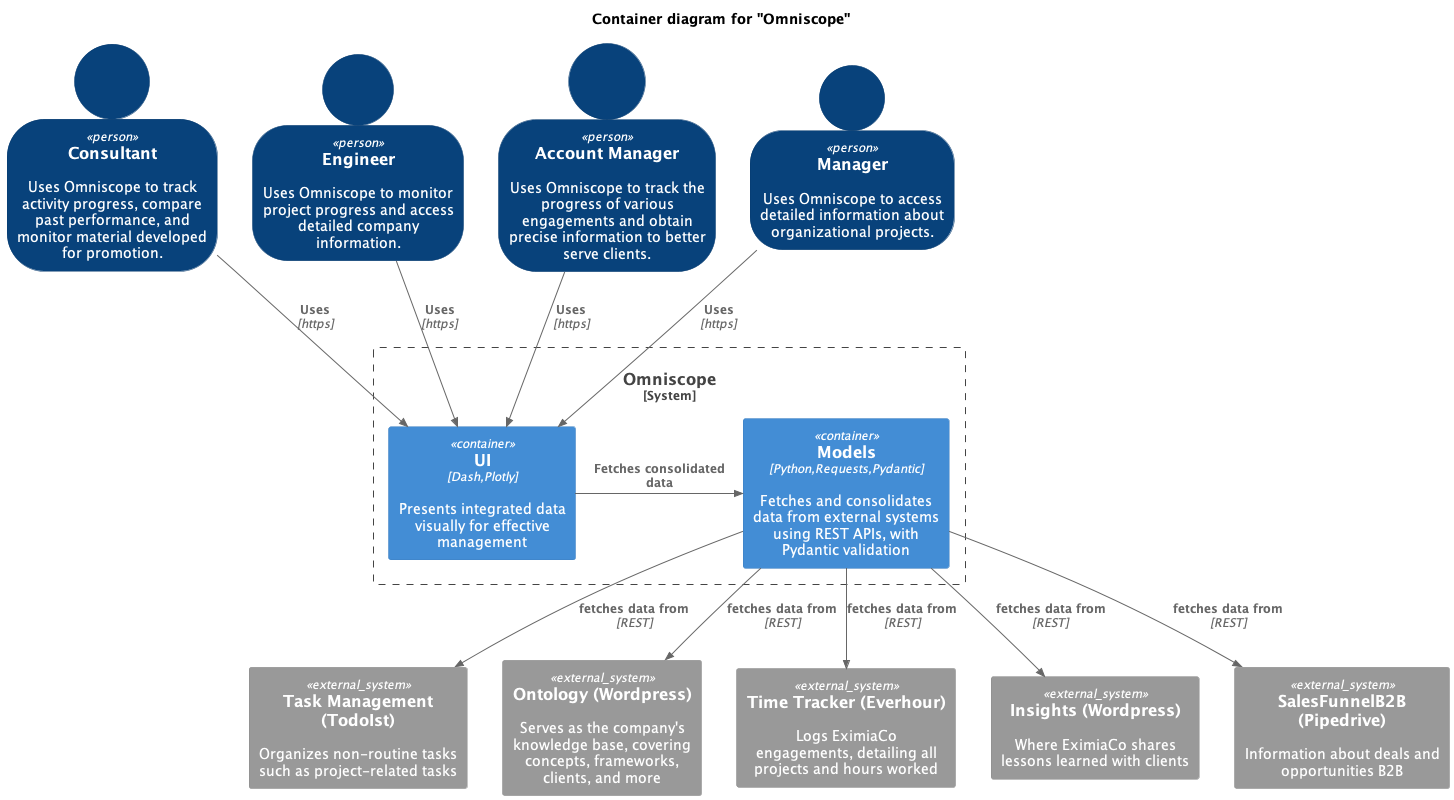 Container diagram for "Omniscope"
«person»
Consultant
Uses Omniscope to track
activity progress, compare
past performance, and
monitor material developed
for promotion.
«person»
Engineer
Uses Omniscope to monitor
project progress and access
detailed company
information.
«person»
Account Manager
Uses Omniscope to track the
progress of various
engagements and obtain
precise information to better
serve clients.
«person»
Manager
Uses Omniscope to access
detailed information about
organizational projects.
Uses
[https]
Uses
[https]
Uses
[https]
Uses
[https]
Omniscope
[System]
«container»
UI
[Dash,Plotly]
Presents integrated data
visually for effective
management
Fetches consolidated
data
«container»
Models
[Python,Requests,Pydantic]
Fetches and consolidates
data from external systems
using REST APIs, with
Pydantic validation
fetches data from
[REST]
fetches data from
[REST]
fetches data from
[REST]
fetches data from
[REST]
fetches data from
[REST]
«external_system»
Task Management
(TodoIst)
Organizes non-routine tasks
such as project-related tasks
«external_system»
Ontology (Wordpress)
Serves as the company's
knowledge base, covering
concepts, frameworks,
clients, and more
«external_system»
Time Tracker (Everhour)
Logs EximiaCo
engagements, detailing all
projects and hours worked
«external_system»
Insights (Wordpress)
Where EximiaCo shares
lessons learned with clients
«external_system»
SalesFunnelB2B
(Pipedrive)
Information about deals and
opportunities B2B